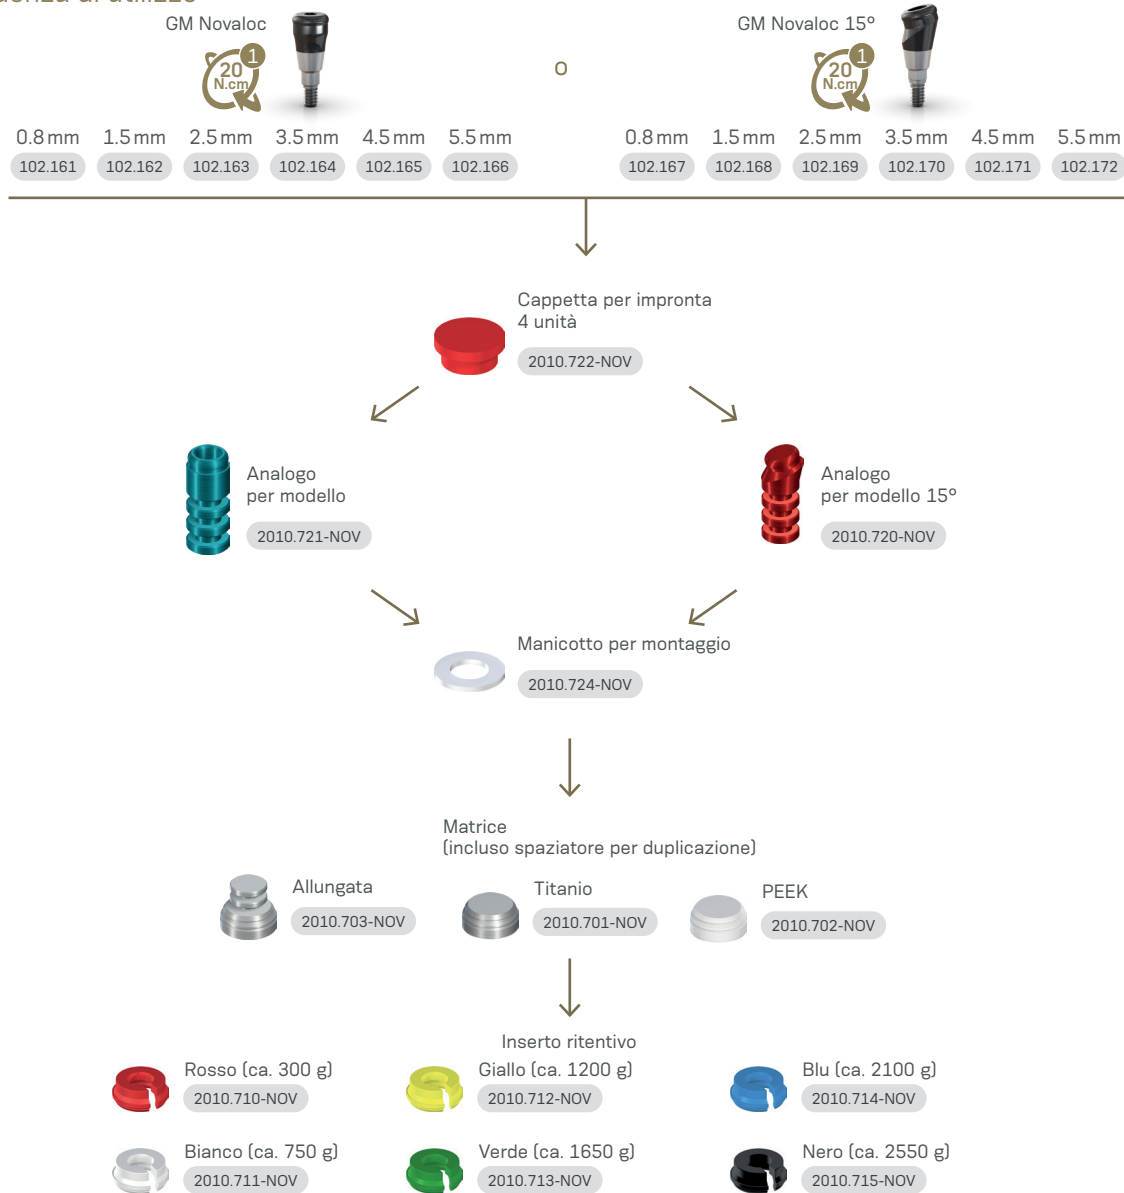 GM Novaloc
1
20
N.cm
o
GM Novaloc 15°
1
20
N.cm
0.8 mm 1.5 mm 2.5 mm 3.5 mm 4.5 mm 5.5 mm
102.161 102.162 102.163 102.164 102.165 102.166
0.8 mm 1.5 mm 2.5 mm 3.5 mm 4.5 mm 5.5 mm
102.167 102.168 102.169 102.170 102.171 102.172
Cappetta per impronta
4 unità
2010.722-NOV
Analogo
per modello
2010.721-NOV
Analogo
per modello 15°
2010.720-NOV
Manicotto per montaggio
2010.724-NOV
Matrice
(incluso spaziatore per duplicazione)
Allungata
2010.703-NOV
Titanio
2010.701-NOV
PEEK
2010.702-NOV
Inserto ritentivo
Rosso (ca. 300 g)
2010.710-NOV
Giallo (ca. 1200 g)
2010.712-NOV
Blu (ca. 2100 g)
2010.714-NOV
Bianco (ca. 750 g)
2010.711-NOV
Verde (ca. 1650 g)
2010.713-NOV
Nero (ca. 2550 g)
2010.715-NOV